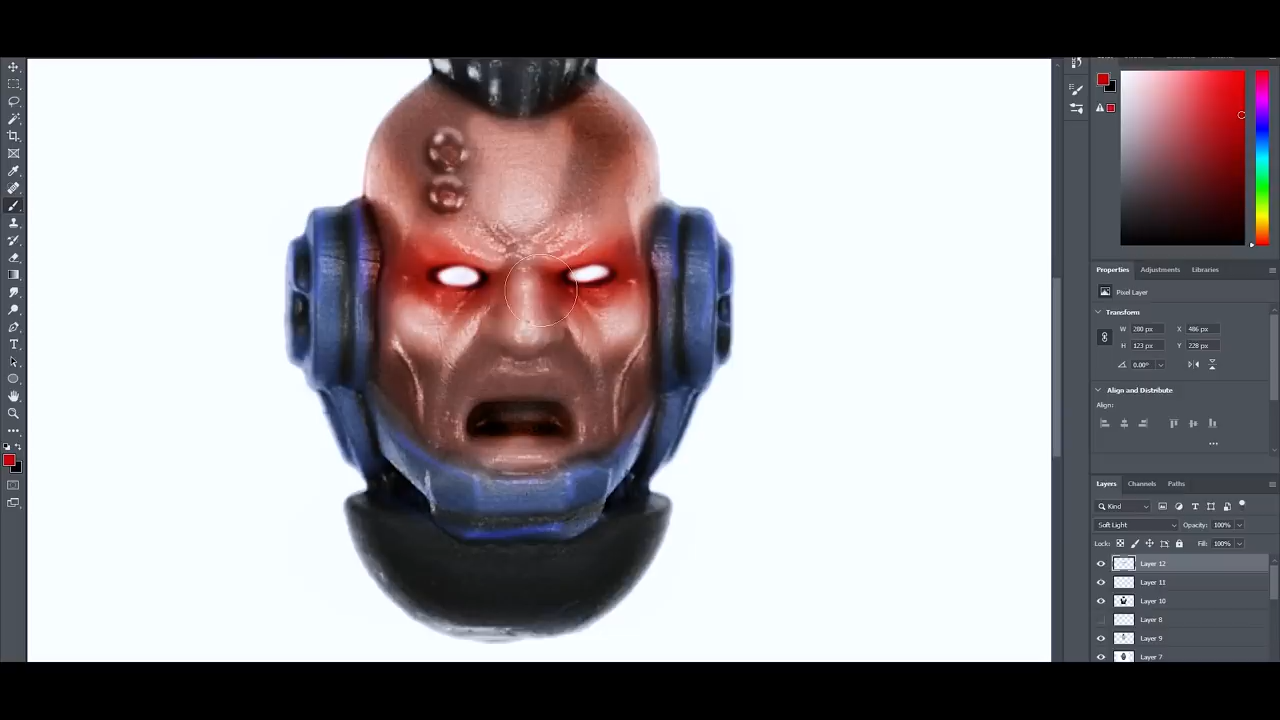 Properties Adjustments Libraries
Pixel Layer
Transform
W 280 px X 486 px
H 123 px Y 228 px
0.00°
Align and Distribute
Align:
Layers Channels Paths
Kind
Soft Light Opacity: 100%
Lock: Fill: 100%
Layer 12
Layer 11
Layer 10
Layer 8
Layer 9
Layer 7